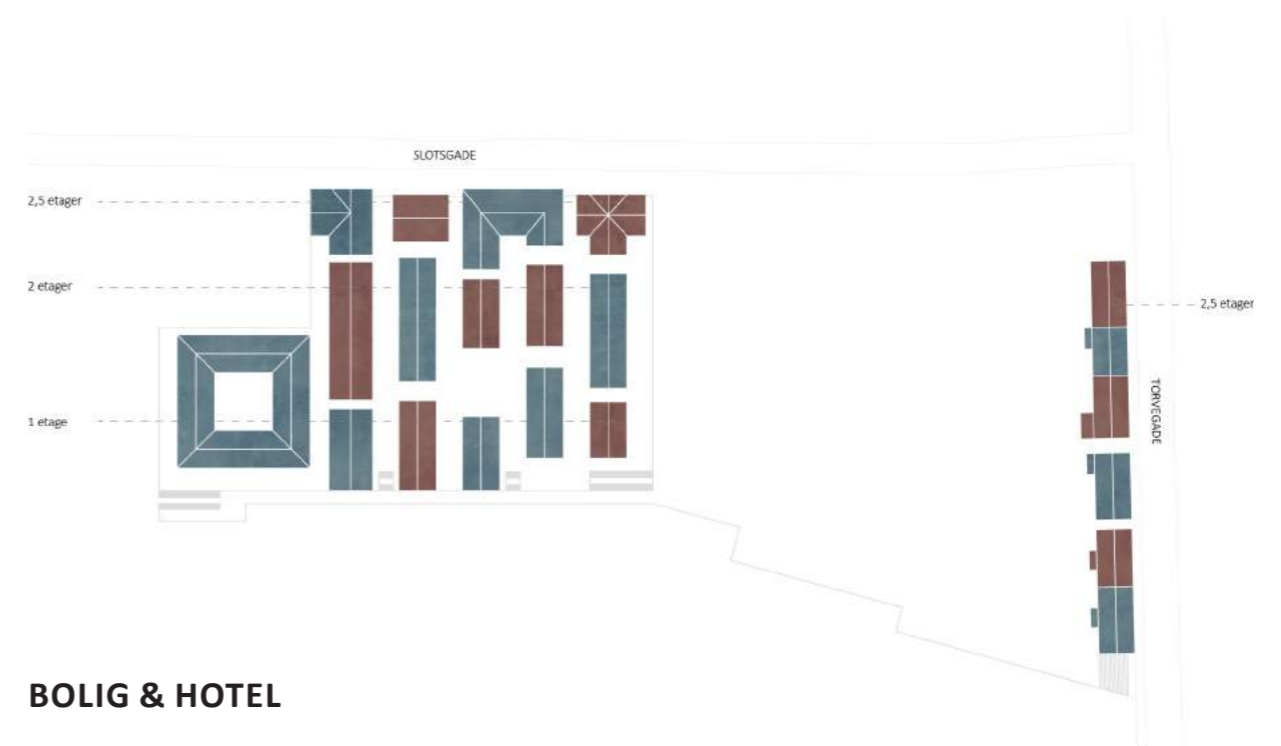 SLOTSGADE
2,5 etager
2 etager
2,5 etager
1 etage
TORVEGADE
BOLIG & HOTEL